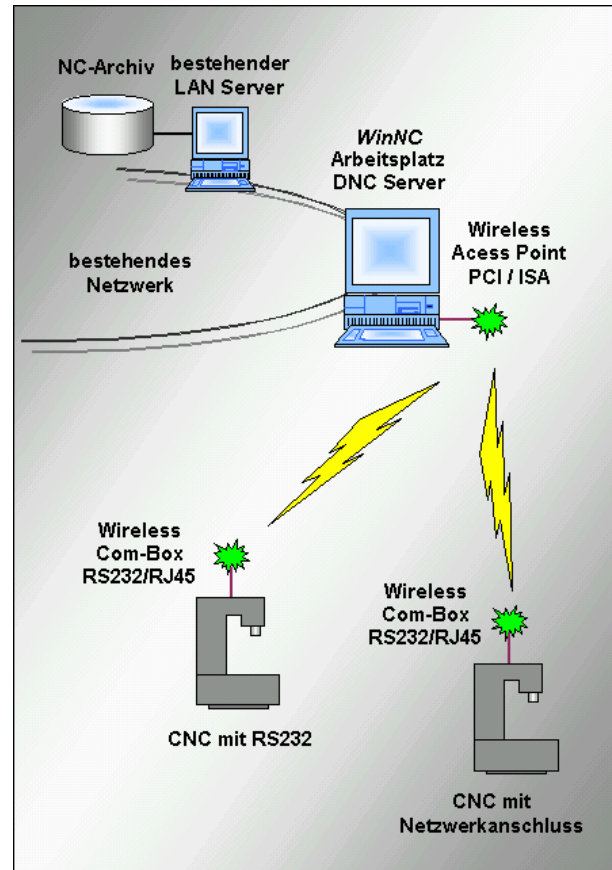 NC-Archiv
bestehender
LAN Server
WinNC
Arbeitsplatz
DNC Server
Wireless
Acess Point
PCI / ISA
bestehendes
Netzwerk
Wireless
Com-Box
RS232/RJ45
Wireless
Com-Box
RS232/RJ45
CNC mit RS232
CNC mit
Netzwerkanschluss